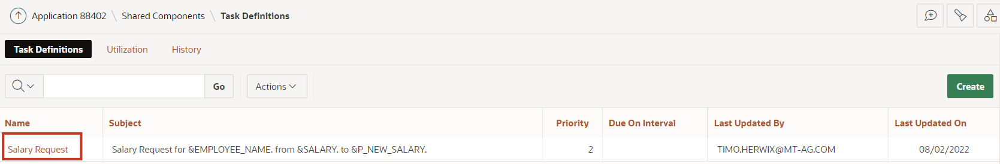 Application 88402 \ Shared Components \ Task Definitions
Task Definitions Utilization History
Go Actions Create
Name Subject Priority Due On Interval Last Updated By Last Updated On
Salary Request Salary Request for &EMPLOYEE_NAME. from &SALARY. to &P_NEW_SALARY. 2 TIMO.HERWIX@MT-AG.COM 08/02/2022